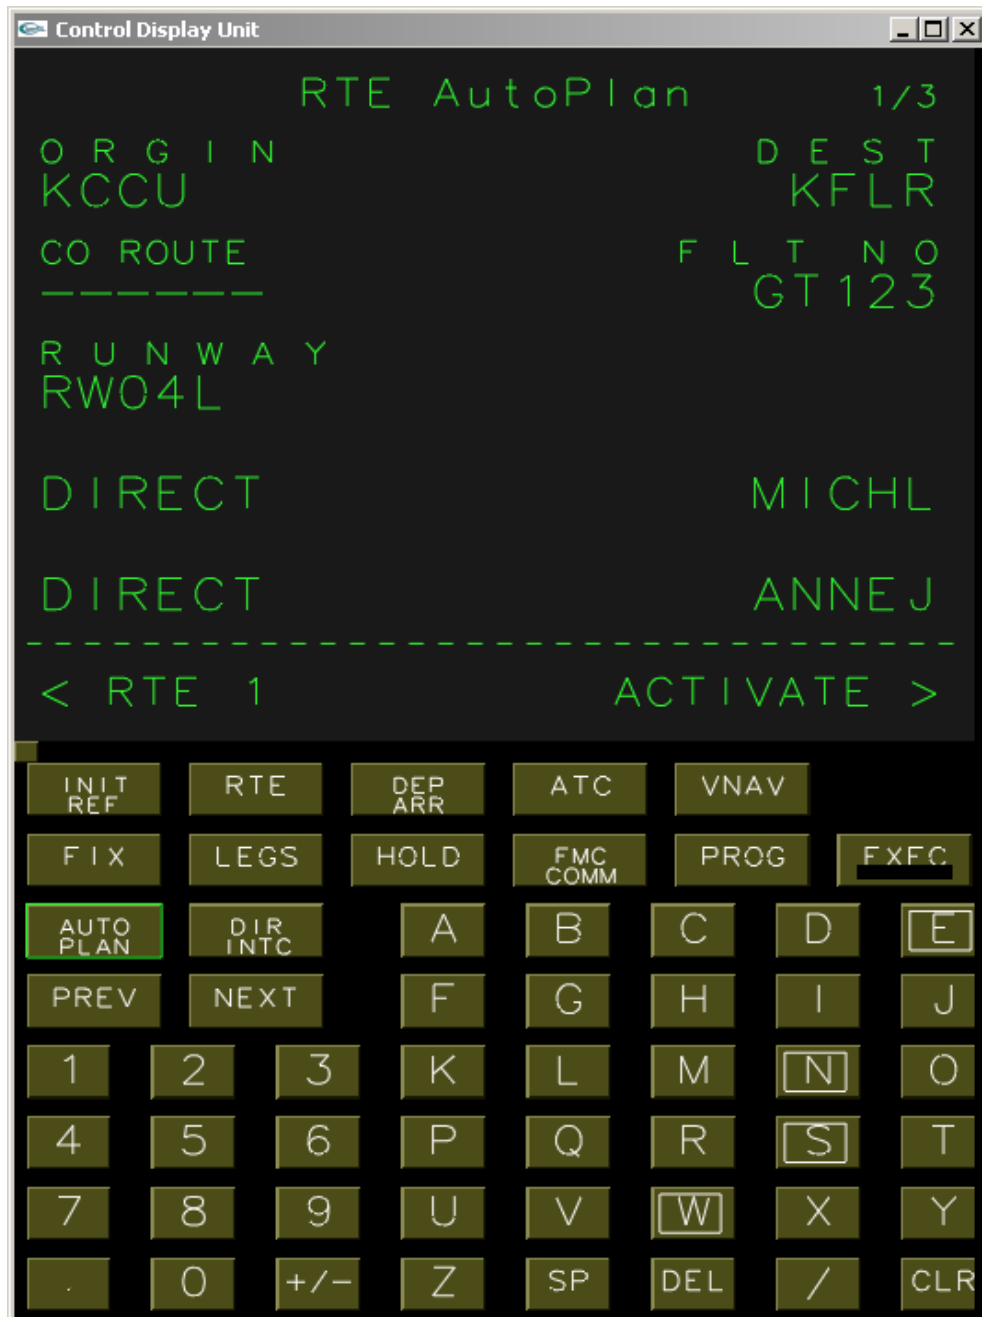 Control Display Unit
RTE AutoPlan 1/3
ORGIN DEST
KCCU KFLR
CO ROUTE FLT NO
------ GT123
RUNWAY
RW04L
DIRECT MICHL
DIRECT ANNEJ
< RTE 1 ACTIVATE >
INIT REF RTE DEP ARR ATC VNAV
FIX LEGS HOLD FMC COMM PROG EXEC
AUTO PLAN DIR INTC A B C D E
PREV NEXT F G H I J
1 2 3 K L M N O
4 5 6 P Q R S T
7 8 9 U V W X Y
. 0 +/- Z SP DEL / CLR